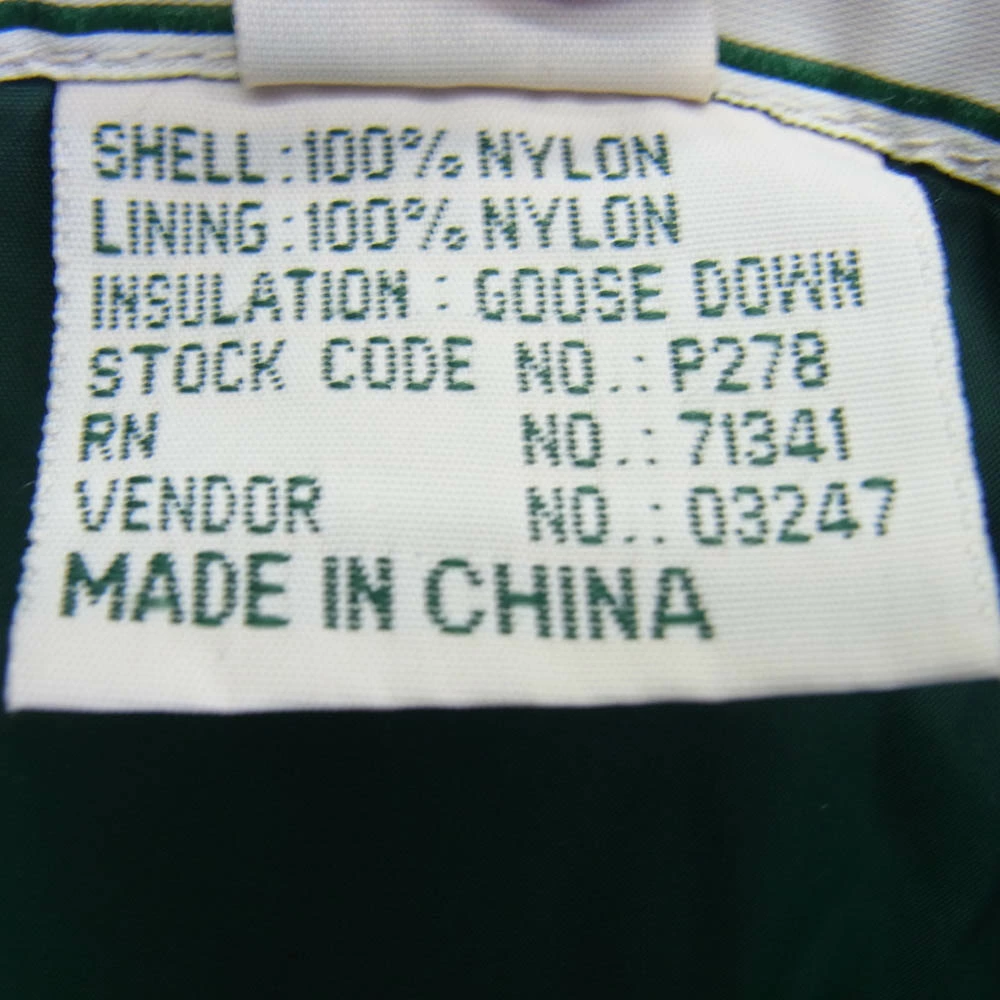 SHELL:100% NYLON
LINING:100% NYLON
INSULATION : GOOSE DOWN
STOCK CODE NO.: P278
RN NO.: 71341
VENDOR NO.: 03247
MADE IN CHINA